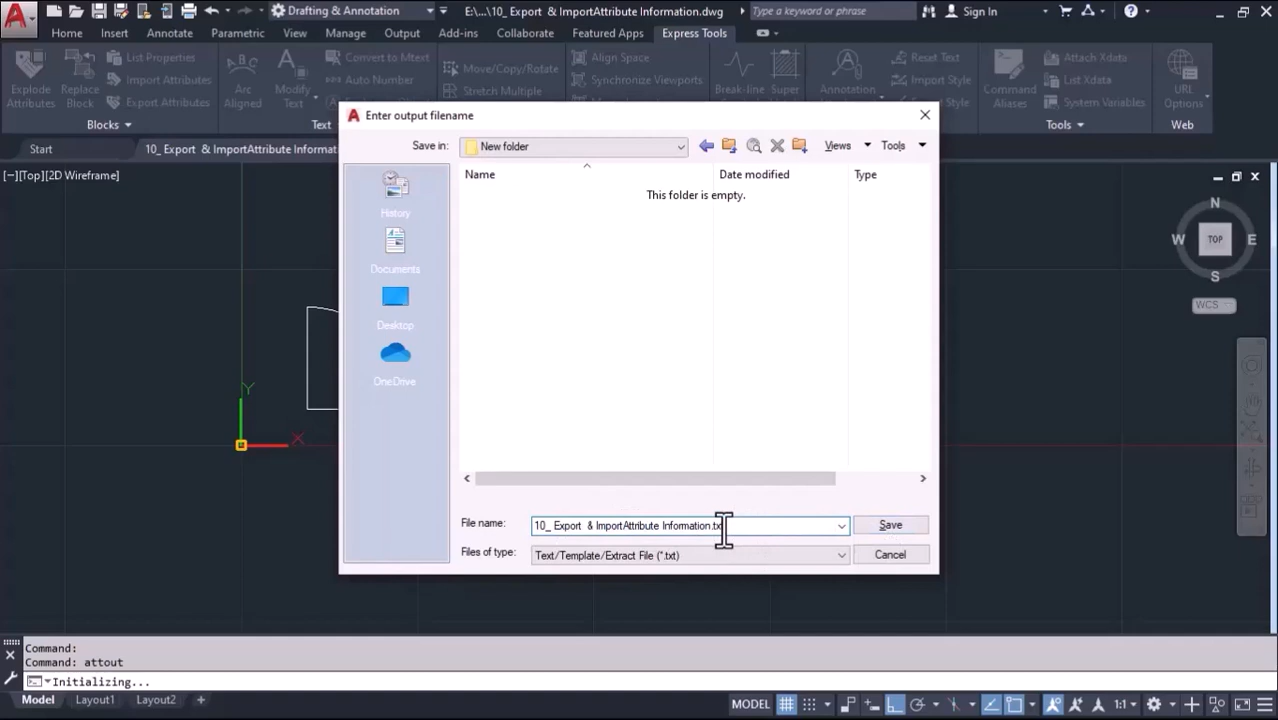 Drafting & Annotation
E:\...\10_ Export & ImportAttribute Information.dwg
Type a keyword or phrase
Sign In
Home Insert Annotate Parametric View Manage Output Add-ins Collaborate Featured Apps Express Tools
Explode Attributes
Replace Block
List Properties
Import Attributes
Export Attributes
Blocks
Arc Aligned
Modify Text
Convert to Mtext
Auto Number
Text
Move/Copy/Rotate
Stretch Multiple
Align Space
Synchronize Viewports
Break-line
Super
Annotation
Reset Text
Import Style
Command Aliases
Attach Xdata
List Xdata
System Variables
Tools
URL Options
Web
Start
10_ Export & ImportAttribute Informat
[−][Top][2D Wireframe]
Enter output filename
Save in:
New folder
Views
Tools
Name Date modified Type
This folder is empty.
History
Documents
Desktop
OneDrive
File name:
10_ Export & ImportAttribute Information.tx
Save
Files of type:
Text/Template/Extract File (*.txt)
Cancel
N
W TOP E
S
WCS
Y
X
Command:
Command: attout
Initializing...
Model Layout1 Layout2 +
MODEL
1:1